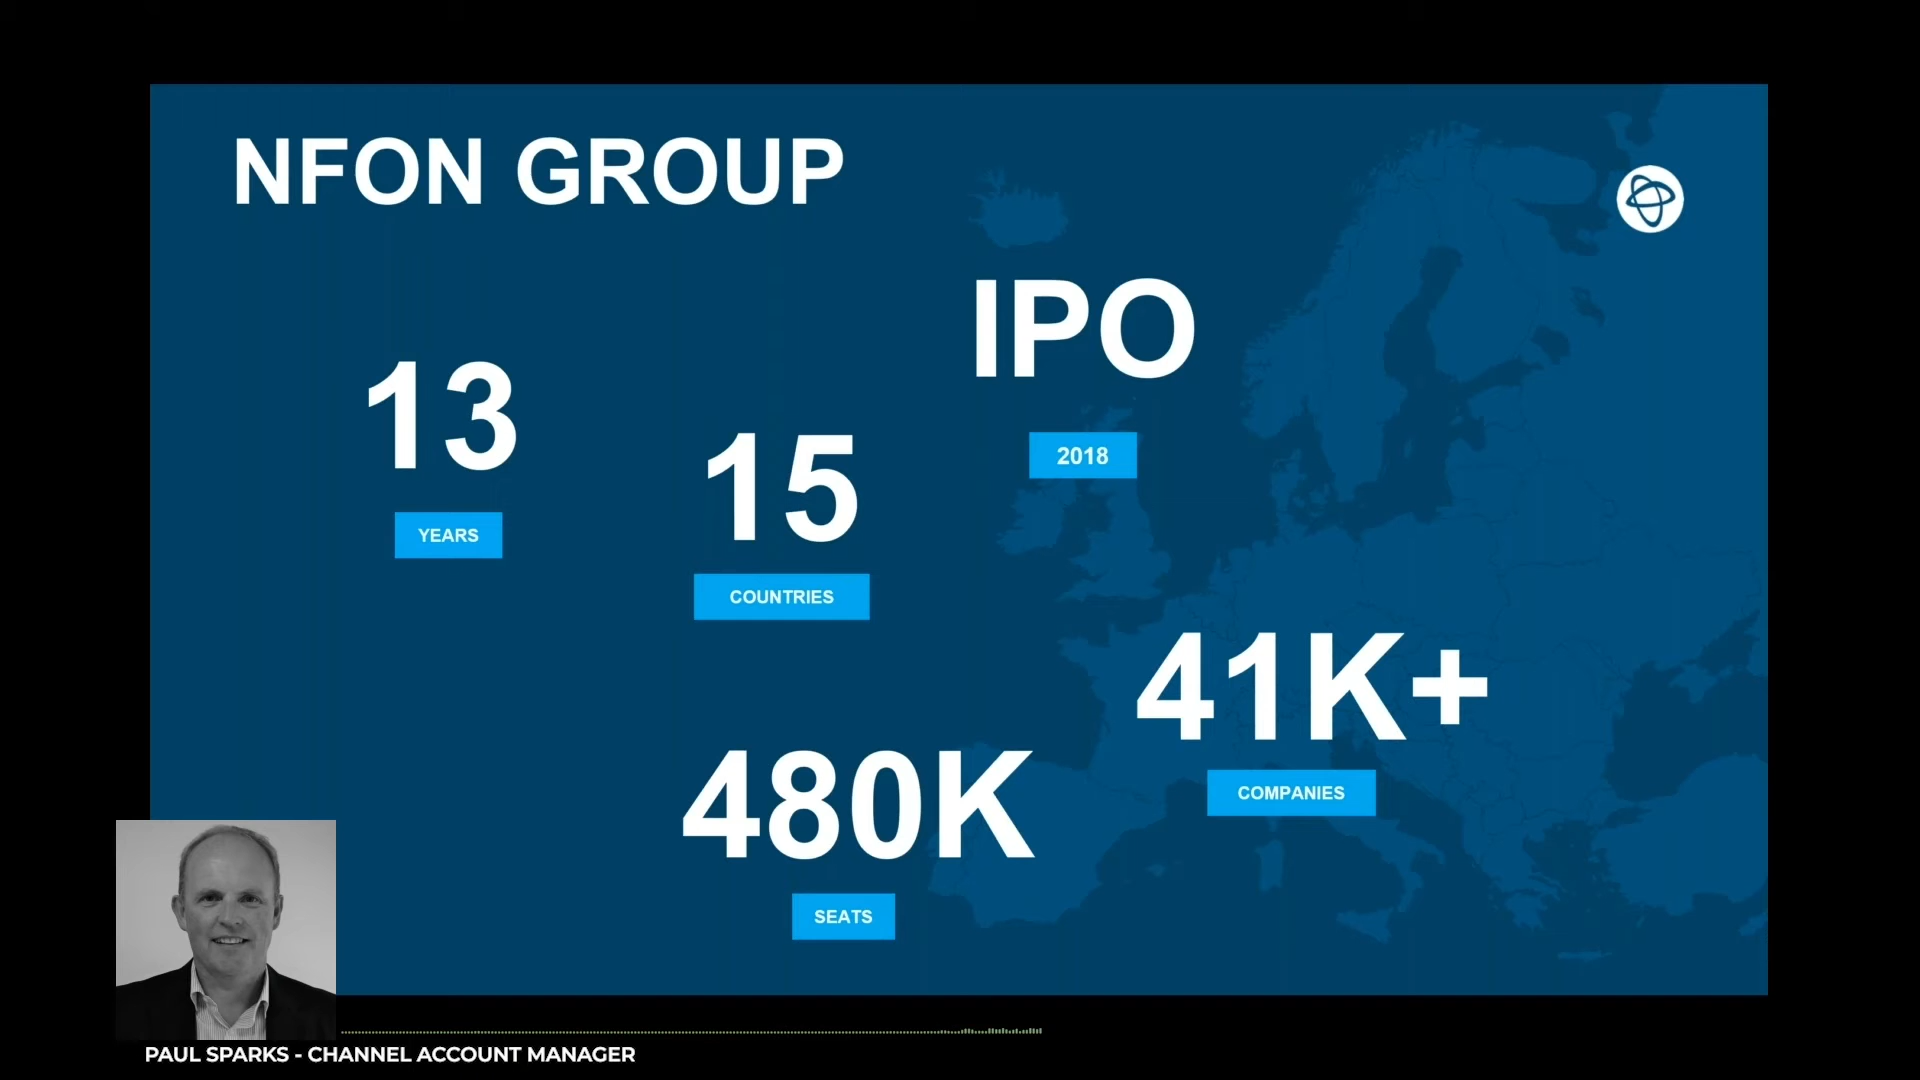 NFON GROUP
IPO
2018
13
YEARS
15
COUNTRIES
41K+
COMPANIES
480K
SEATS
PAUL SPARKS - CHANNEL ACCOUNT MANAGER